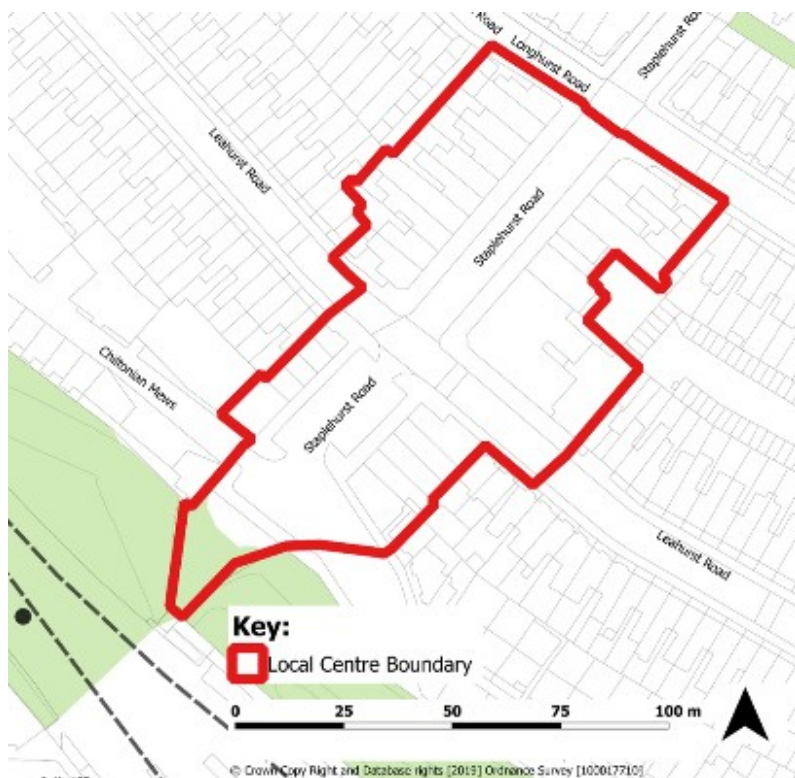 Road
Longhurst Road
Staplehurst Road
Leahurst Road
Staplehurst Road
Chiltonian Mews
Staplehurst Road
Leahurst Road
Key:
Local Centre Boundary
0 25 50 75 100 m
© Crown Copy Right and Database rights [2019] Ordnance Survey [100017710]